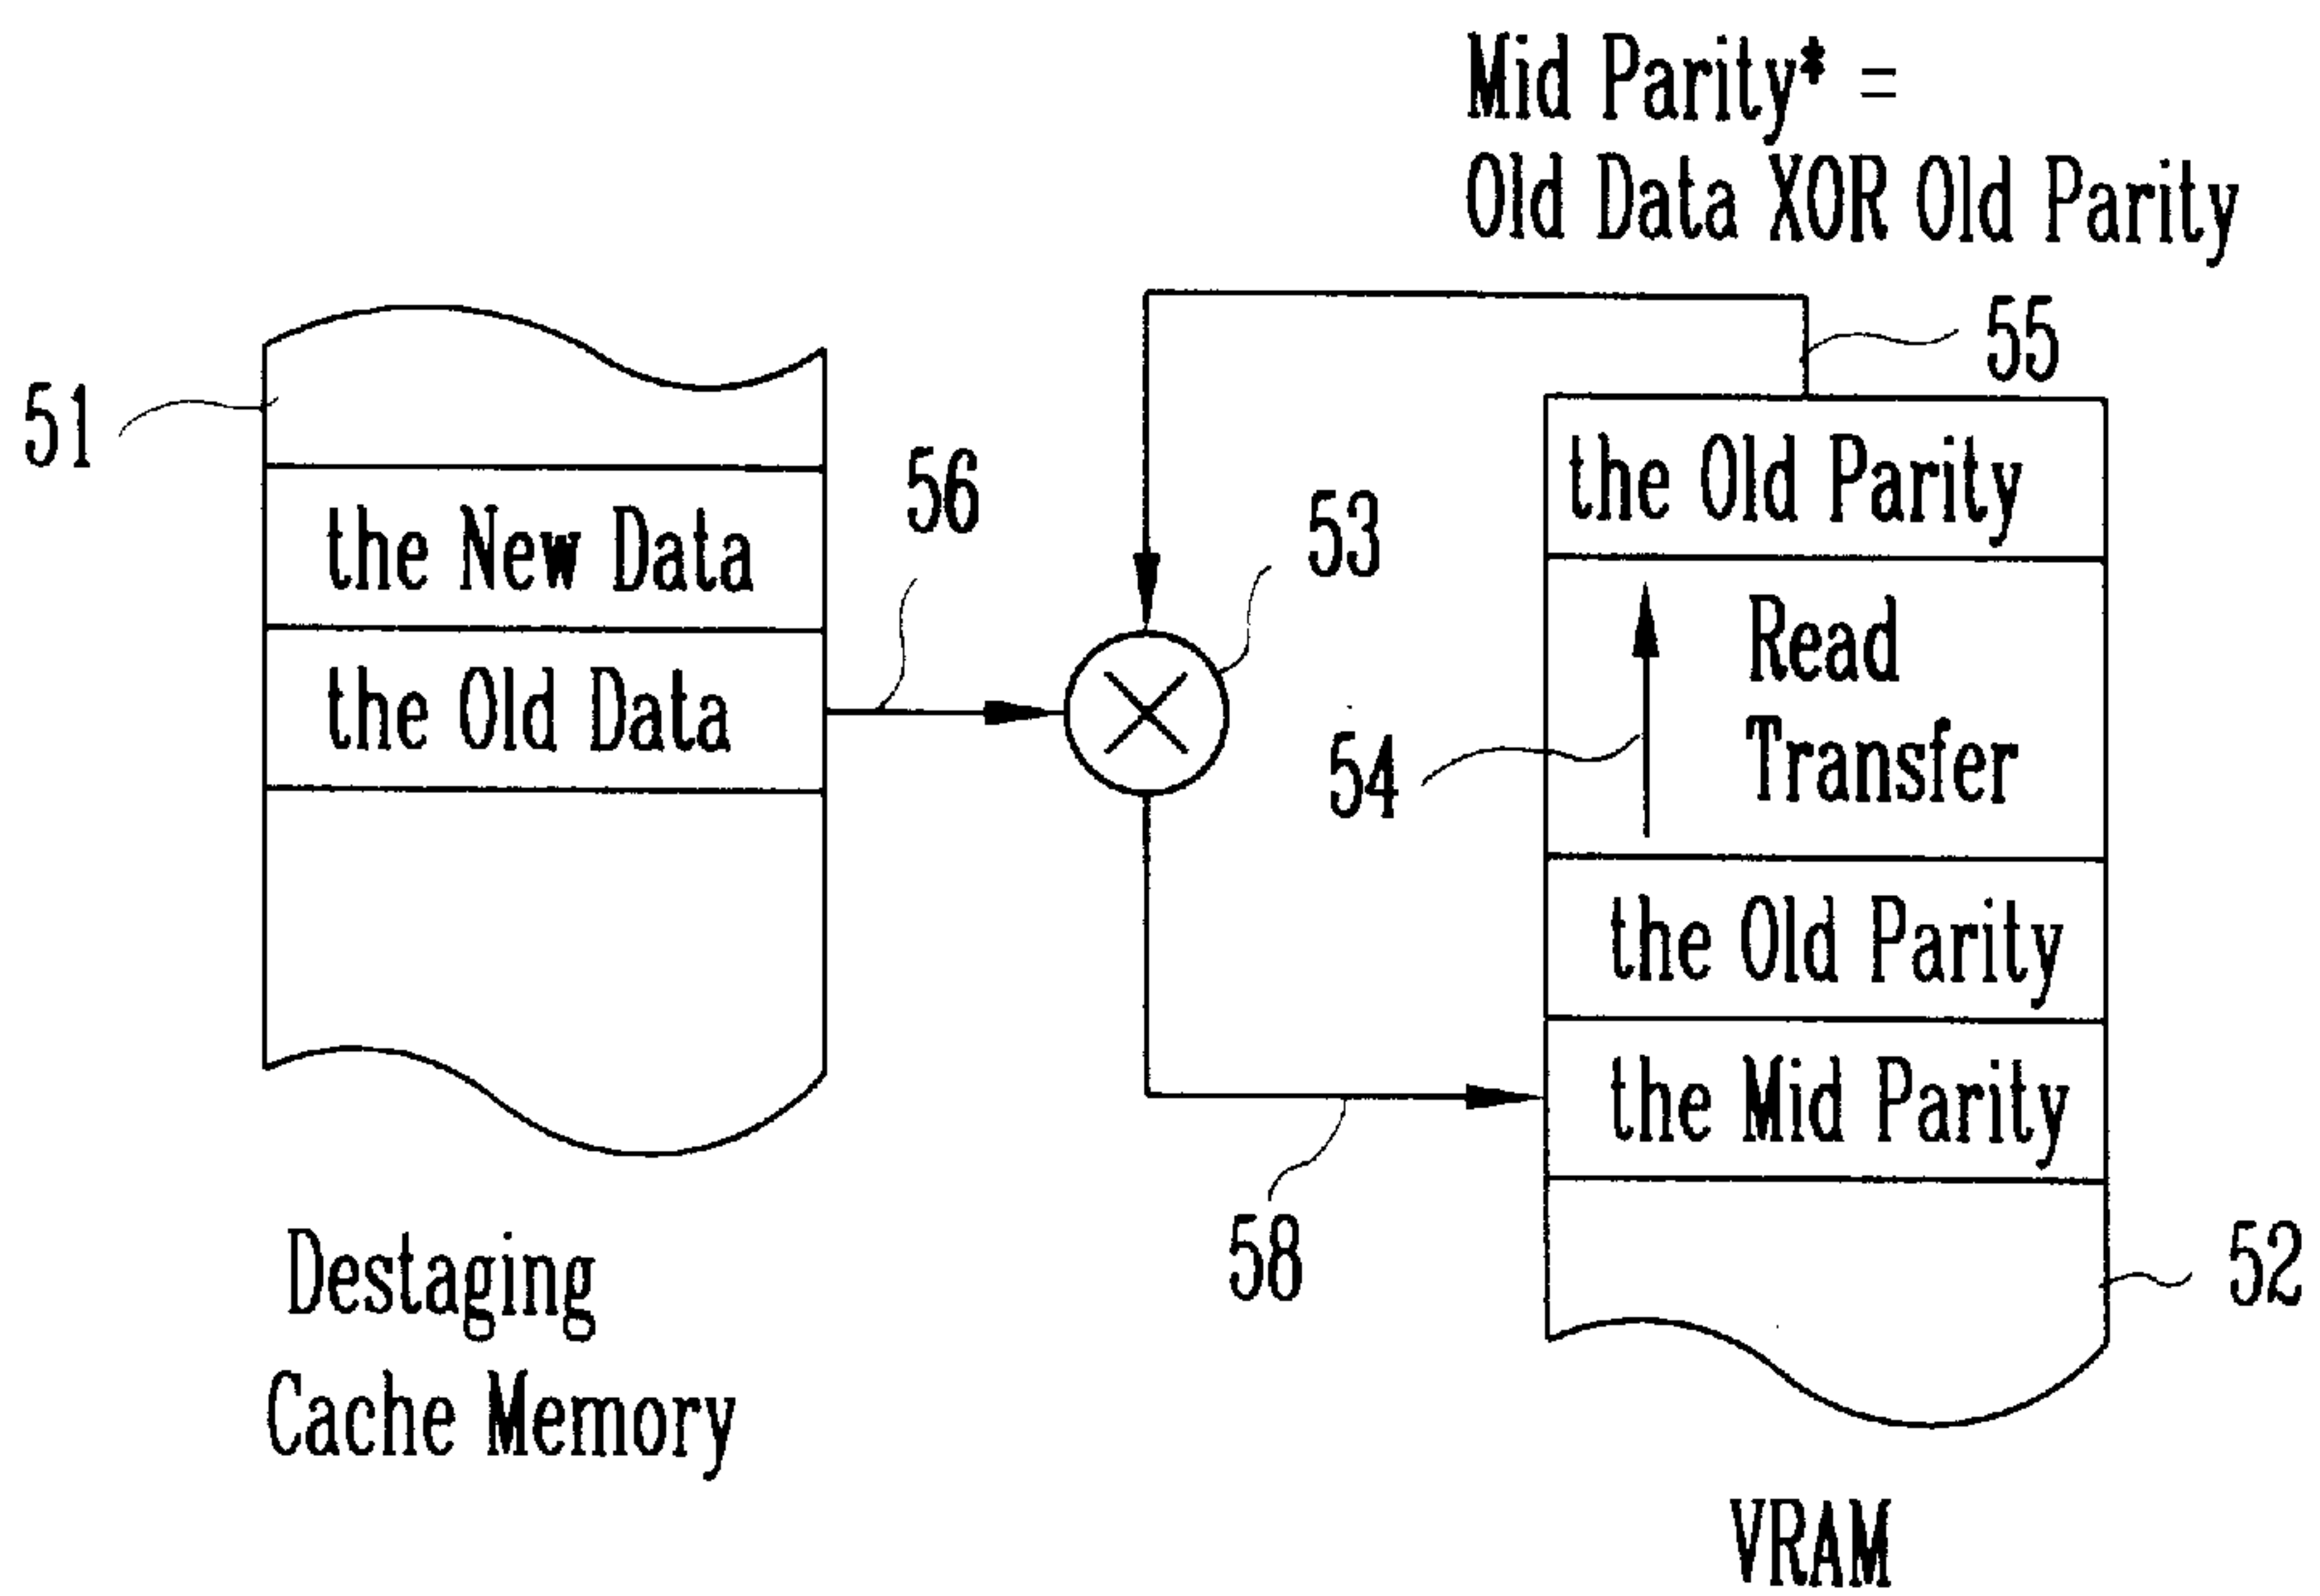 Mid Parity* =
Old Data XOR Old Parity
55
51
the Old Parity
56
the New Data
53
Read
the Old Data
54
Transfer
the Old Parity
the Mid Parity
58
52
Destaging
Cache Memory
VRAM